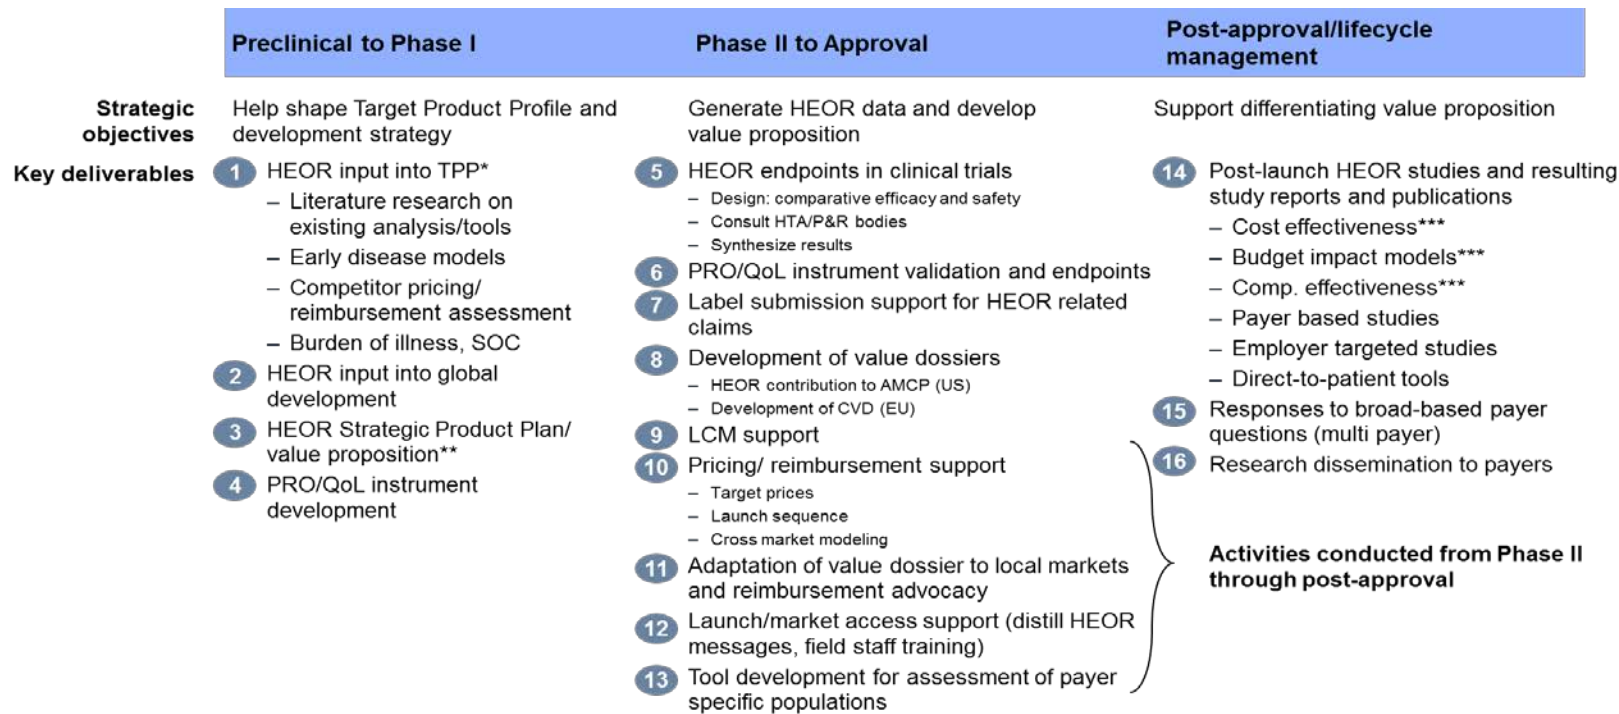 Preclinical to Phase I
Phase II to Approval
Post-approval/lifecycle
management
Strategic
objectives
Help shape Target Product Profile and
development strategy
Generate HEOR data and develop
value proposition
Support differentiating value proposition
Key deliverables
1 HEOR input into TPP*
– Literature research on
existing analysis/tools
– Early disease models
– Competitor pricing/
reimbursement assessment
– Burden of illness, SOC
2 HEOR input into global
development
3 HEOR Strategic Product Plan/
value proposition**
4 PRO/QoL instrument
development
5 HEOR endpoints in clinical trials
– Design: comparative efficacy and safety
– Consult HTA/P&R bodies
– Synthesize results
6 PRO/QoL instrument validation and endpoints
7 Label submission support for HEOR related
claims
8 Development of value dossiers
– HEOR contribution to AMCP (US)
– Development of CVD (EU)
9 LCM support
10 Pricing/ reimbursement support
– Target prices
– Launch sequence
– Cross market modeling
11 Adaptation of value dossier to local markets
and reimbursement advocacy
12 Launch/market access support (distill HEOR
messages, field staff training)
13 Tool development for assessment of payer
specific populations
14 Post-launch HEOR studies and resulting
study reports and publications
– Cost effectiveness***
– Budget impact models***
– Comp. effectiveness***
– Payer based studies
– Employer targeted studies
– Direct-to-patient tools
15 Responses to broad-based payer
questions (multi payer)
16 Research dissemination to payers
Activities conducted from Phase II
through post-approval